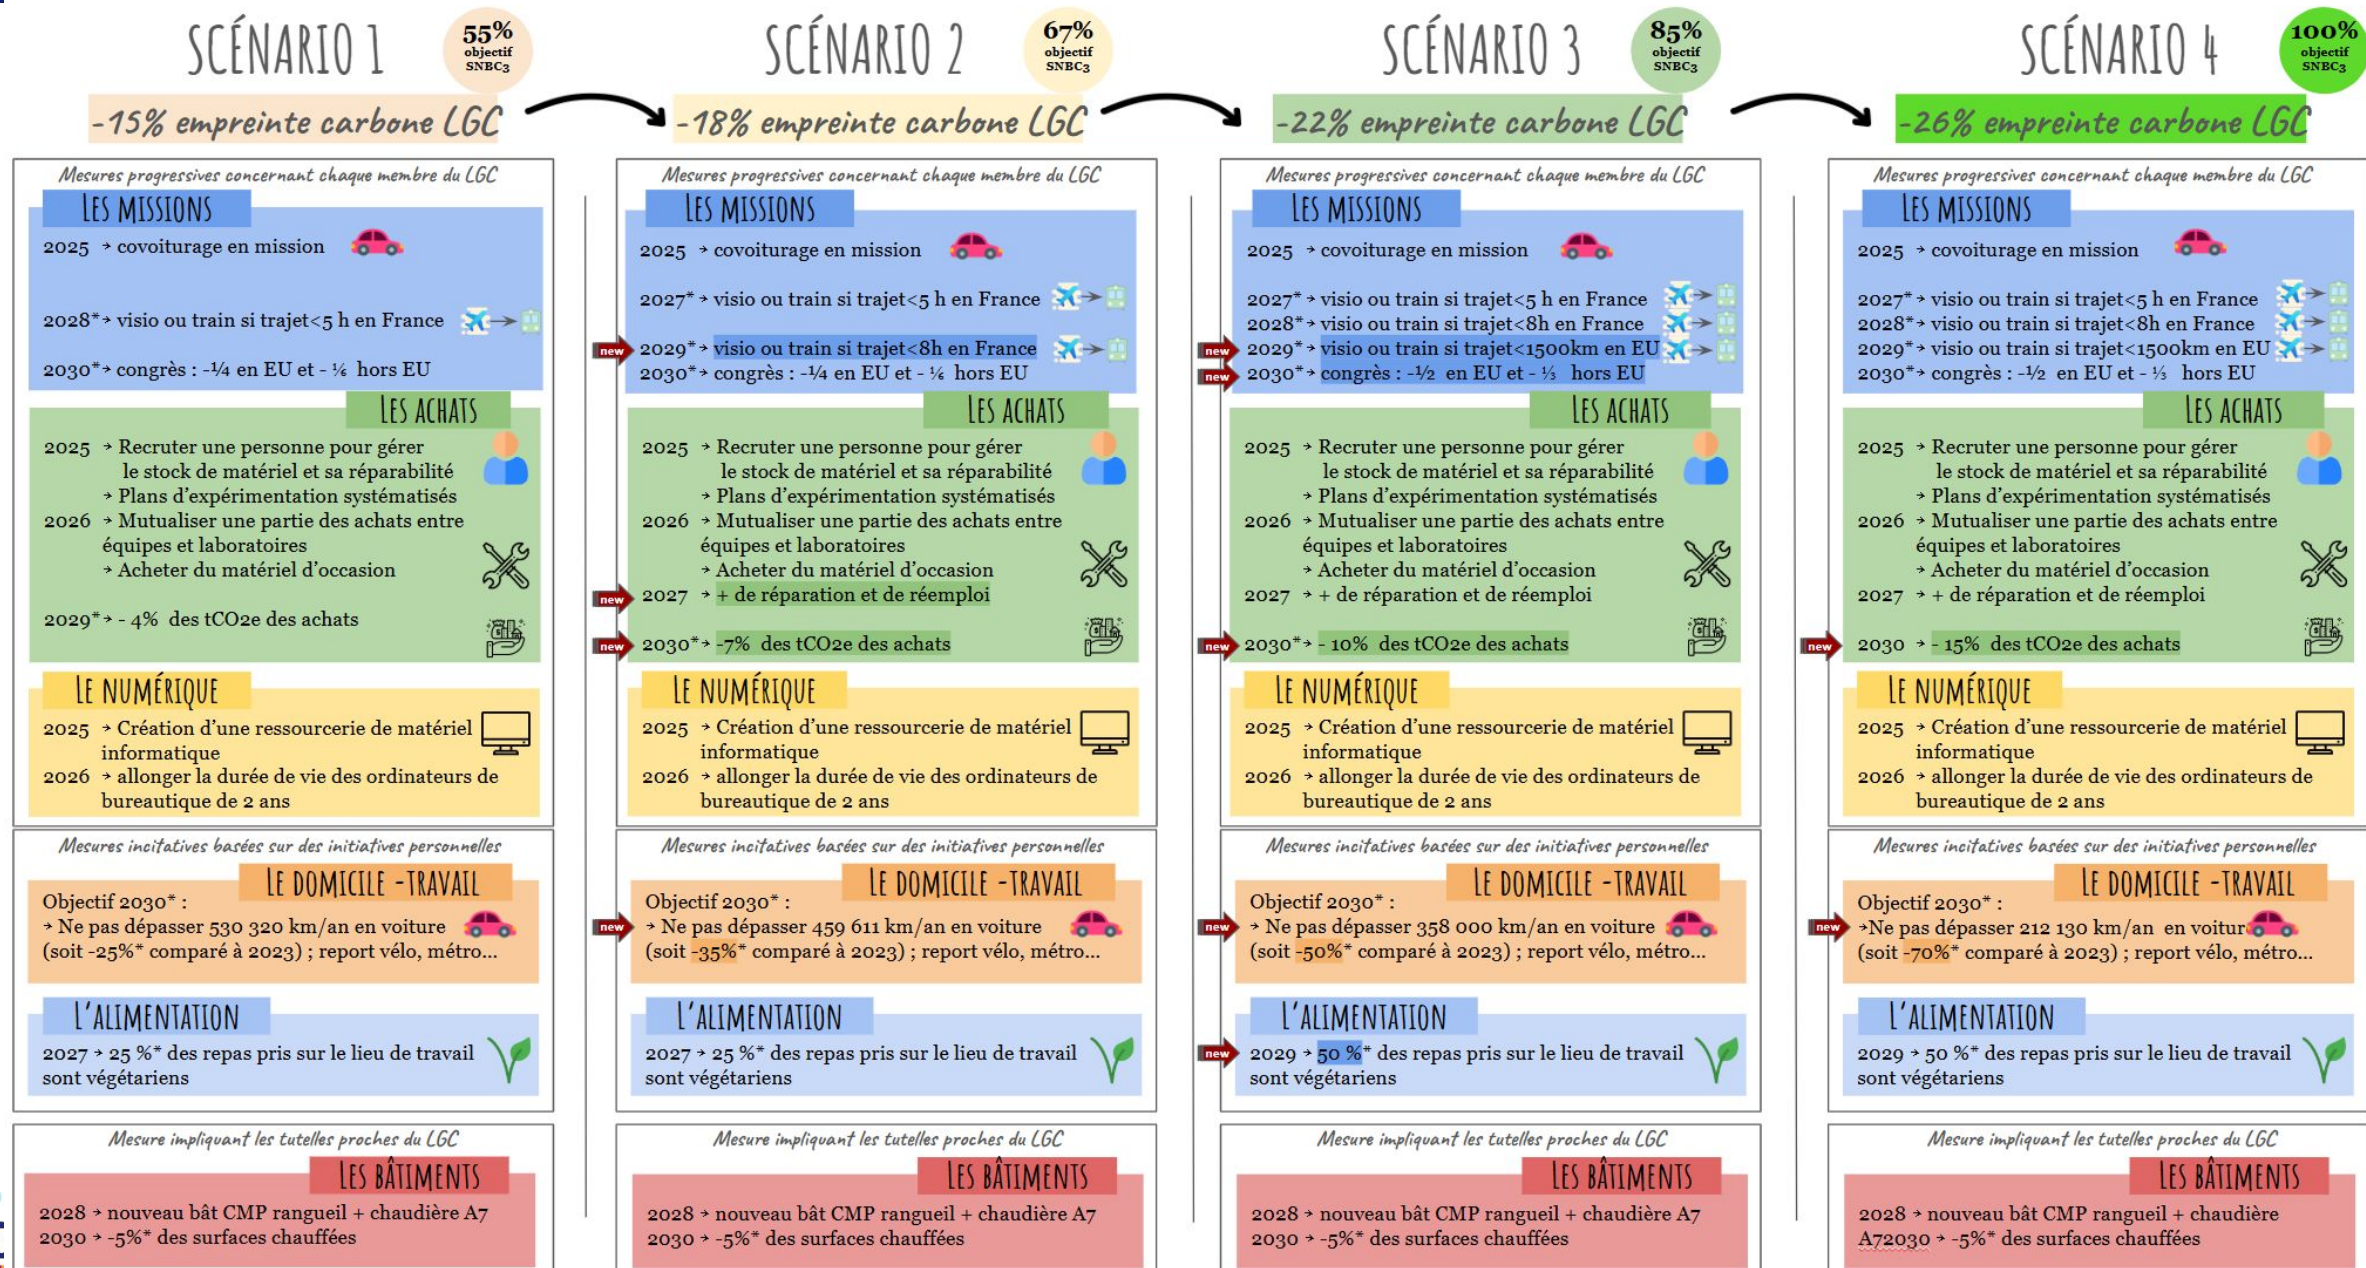 SCÉNARIO 1
55%
objectif
SNBC3
-15% empreinte carbone LGC
Mesures progressives concernant chaque membre du LGC
LES MISSIONS
2025 → covoiturage en mission
2028*→ visio ou train si trajet<5 h en France
2030*→ congrès : -¼ en EU et - ⅙ hors EU
LES ACHATS
2025 → Recruter une personne pour gérer
le stock de matériel et sa réparabilité
→ Plans d'expérimentation systématisés
2026 → Mutualiser une partie des achats entre
équipes et laboratoires
→ Acheter du matériel d'occasion
2029*→ - 4% des tCO2e des achats
LE NUMÉRIQUE
2025 → Création d'une ressourcerie de matériel
informatique
2026 → allonger la durée de vie des ordinateurs de
bureautique de 2 ans
Mesures incitatives basées sur des initiatives personnelles
LE DOMICILE -TRAVAIL
Objectif 2030* :
→ Ne pas dépasser 530 320 km/an en voiture
(soit -25%* comparé à 2023) ; report vélo, métro...
L'ALIMENTATION
2027 → 25 %* des repas pris sur le lieu de travail
sont végétariens
Mesure impliquant les tutelles proches du LGC
LES BÂTIMENTS
2028 → nouveau bât CMP rangueil + chaudière A7
2030 → -5%* des surfaces chauffées
SCÉNARIO 2
67%
objectif
SNBC3
-18% empreinte carbone LGC
Mesures progressives concernant chaque membre du LGC
LES MISSIONS
2025 → covoiturage en mission
2027*→ visio ou train si trajet<5 h en France
new 2029*→ visio ou train si trajet<8h en France
2030*→ congrès : -¼ en EU et - ⅙ hors EU
LES ACHATS
2025 → Recruter une personne pour gérer
le stock de matériel et sa réparabilité
→ Plans d'expérimentation systématisés
2026 → Mutualiser une partie des achats entre
équipes et laboratoires
→ Acheter du matériel d'occasion
new 2027 → + de réparation et de réemploi
new 2030*→ -7% des tCO2e des achats
LE NUMÉRIQUE
2025 → Création d'une ressourcerie de matériel
informatique
2026 → allonger la durée de vie des ordinateurs de
bureautique de 2 ans
Mesures incitatives basées sur des initiatives personnelles
LE DOMICILE -TRAVAIL
Objectif 2030* :
new → Ne pas dépasser 459 611 km/an en voiture
(soit -35%* comparé à 2023) ; report vélo, métro...
L'ALIMENTATION
2027 → 25 %* des repas pris sur le lieu de travail
sont végétariens
Mesure impliquant les tutelles proches du LGC
LES BÂTIMENTS
2028 → nouveau bât CMP rangueil + chaudière A7
2030 → -5%* des surfaces chauffées
SCÉNARIO 3
85%
objectif
SNBC3
-22% empreinte carbone LGC
Mesures progressives concernant chaque membre du LGC
LES MISSIONS
2025 → covoiturage en mission
2027*→ visio ou train si trajet<5 h en France
2028*→ visio ou train si trajet<8h en France
new 2029*→ visio ou train si trajet<1500km en EU
new 2030*→ congrès : -½ en EU et - ⅓ hors EU
LES ACHATS
2025 → Recruter une personne pour gérer
le stock de matériel et sa réparabilité
→ Plans d'expérimentation systématisés
2026 → Mutualiser une partie des achats entre
équipes et laboratoires
→ Acheter du matériel d'occasion
2027 → + de réparation et de réemploi
new 2030*→ - 10% des tCO2e des achats
LE NUMÉRIQUE
2025 → Création d'une ressourcerie de matériel
informatique
2026 → allonger la durée de vie des ordinateurs de
bureautique de 2 ans
Mesures incitatives basées sur des initiatives personnelles
LE DOMICILE -TRAVAIL
Objectif 2030* :
new → Ne pas dépasser 358 000 km/an en voiture
(soit -50%* comparé à 2023) ; report vélo, métro...
L'ALIMENTATION
new 2029 → 50 %* des repas pris sur le lieu de travail
sont végétariens
Mesure impliquant les tutelles proches du LGC
LES BÂTIMENTS
2028 → nouveau bât CMP rangueil + chaudière A7
2030 → -5%* des surfaces chauffées
SCÉNARIO 4
100%
objectif
SNBC3
-26% empreinte carbone LGC
Mesures progressives concernant chaque membre du LGC
LES MISSIONS
2025 → covoiturage en mission
2027*→ visio ou train si trajet<5 h en France
2028*→ visio ou train si trajet<8h en France
2029*→ visio ou train si trajet<1500km en EU
2030*→ congrès : -½ en EU et - ⅓ hors EU
LES ACHATS
2025 → Recruter une personne pour gérer
le stock de matériel et sa réparabilité
→ Plans d'expérimentation systématisés
2026 → Mutualiser une partie des achats entre
équipes et laboratoires
→ Acheter du matériel d'occasion
2027 → + de réparation et de réemploi
new 2030 → - 15% des tCO2e des achats
LE NUMÉRIQUE
2025 → Création d'une ressourcerie de matériel
informatique
2026 → allonger la durée de vie des ordinateurs de
bureautique de 2 ans
Mesures incitatives basées sur des initiatives personnelles
LE DOMICILE -TRAVAIL
Objectif 2030* :
new →Ne pas dépasser 212 130 km/an en voitur
(soit -70%* comparé à 2023) ; report vélo, métro...
L'ALIMENTATION
2029 → 50 %* des repas pris sur le lieu de travail
sont végétariens
Mesure impliquant les tutelles proches du LGC
LES BÂTIMENTS
2028 → nouveau bât CMP rangueil + chaudière
A72030 → -5%* des surfaces chauffées